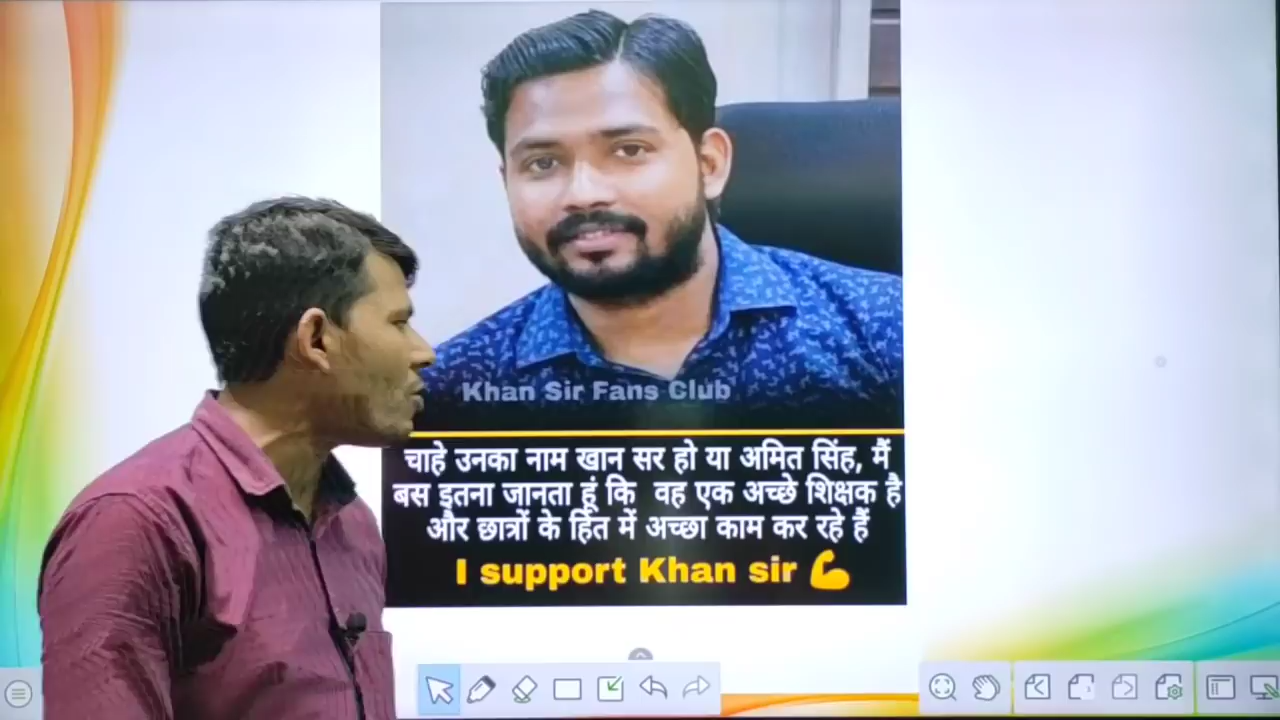 Khan Sir Fans Club
चाहे उनका नाम खान सर हो या अमित सिंह, मैं
बस इतना जानता हूं कि वह एक अच्छे शिक्षक है
और छात्रों के हित में अच्छा काम कर रहे हैं
I support Khan sir 💪